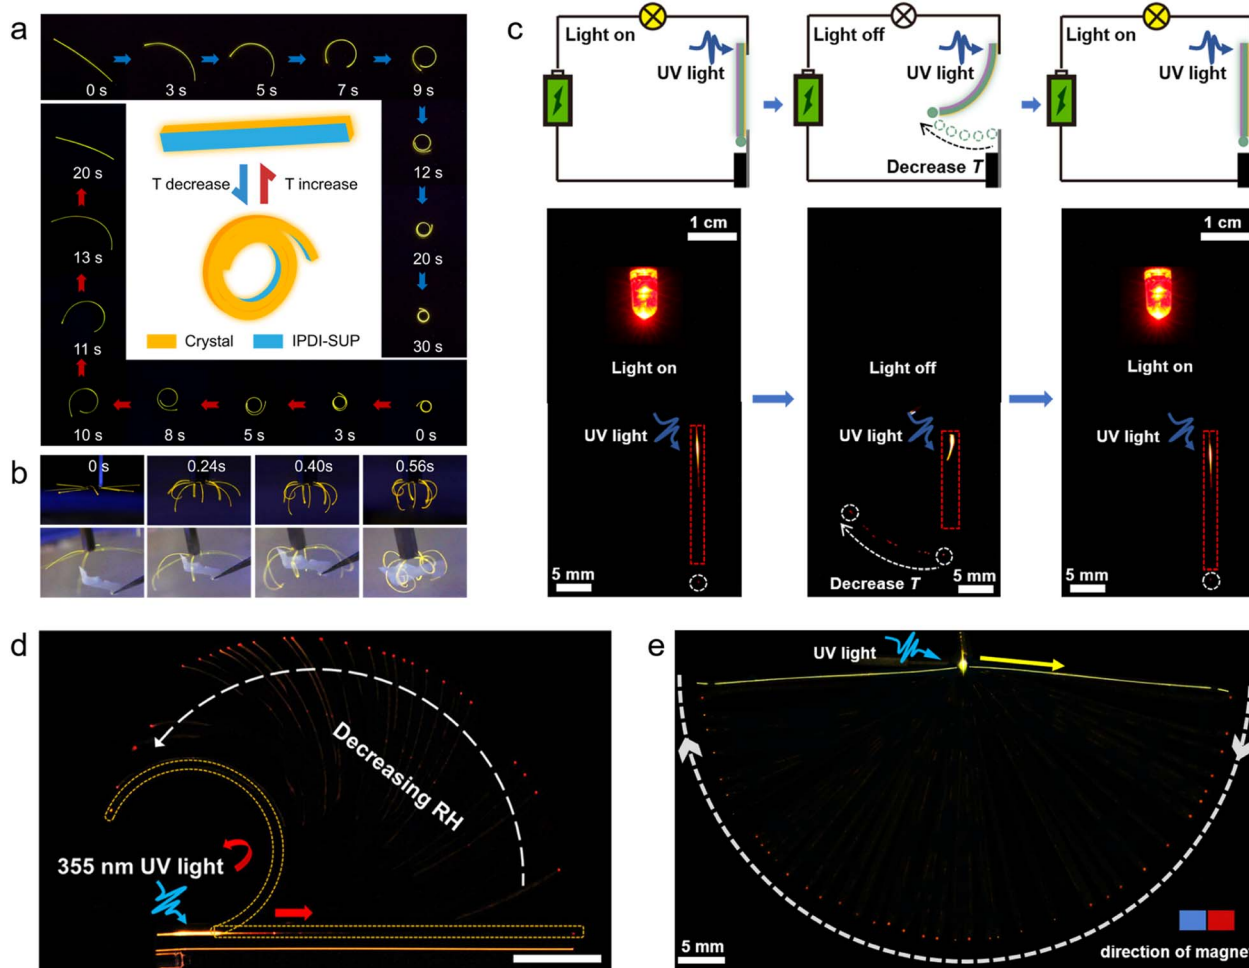 a
0 s
3 s
5 s
7 s
9 s
12 s
20 s
30 s
0 s
3 s
5 s
8 s
10 s
11 s
13 s
20 s
T decrease
T increase
Crystal
IPDI-SUP
b
0 s
0.24s
0.40s
0.56s
c
Light on
UV light
Light off
UV light
Decrease T
Light on
UV light
1 cm
Light on
UV light
5 mm
Light off
UV light
Decrease T
5 mm
1 cm
Light on
UV light
5 mm
d
Decreasing RH
355 nm UV light
e
UV light
5 mm
direction of magnet